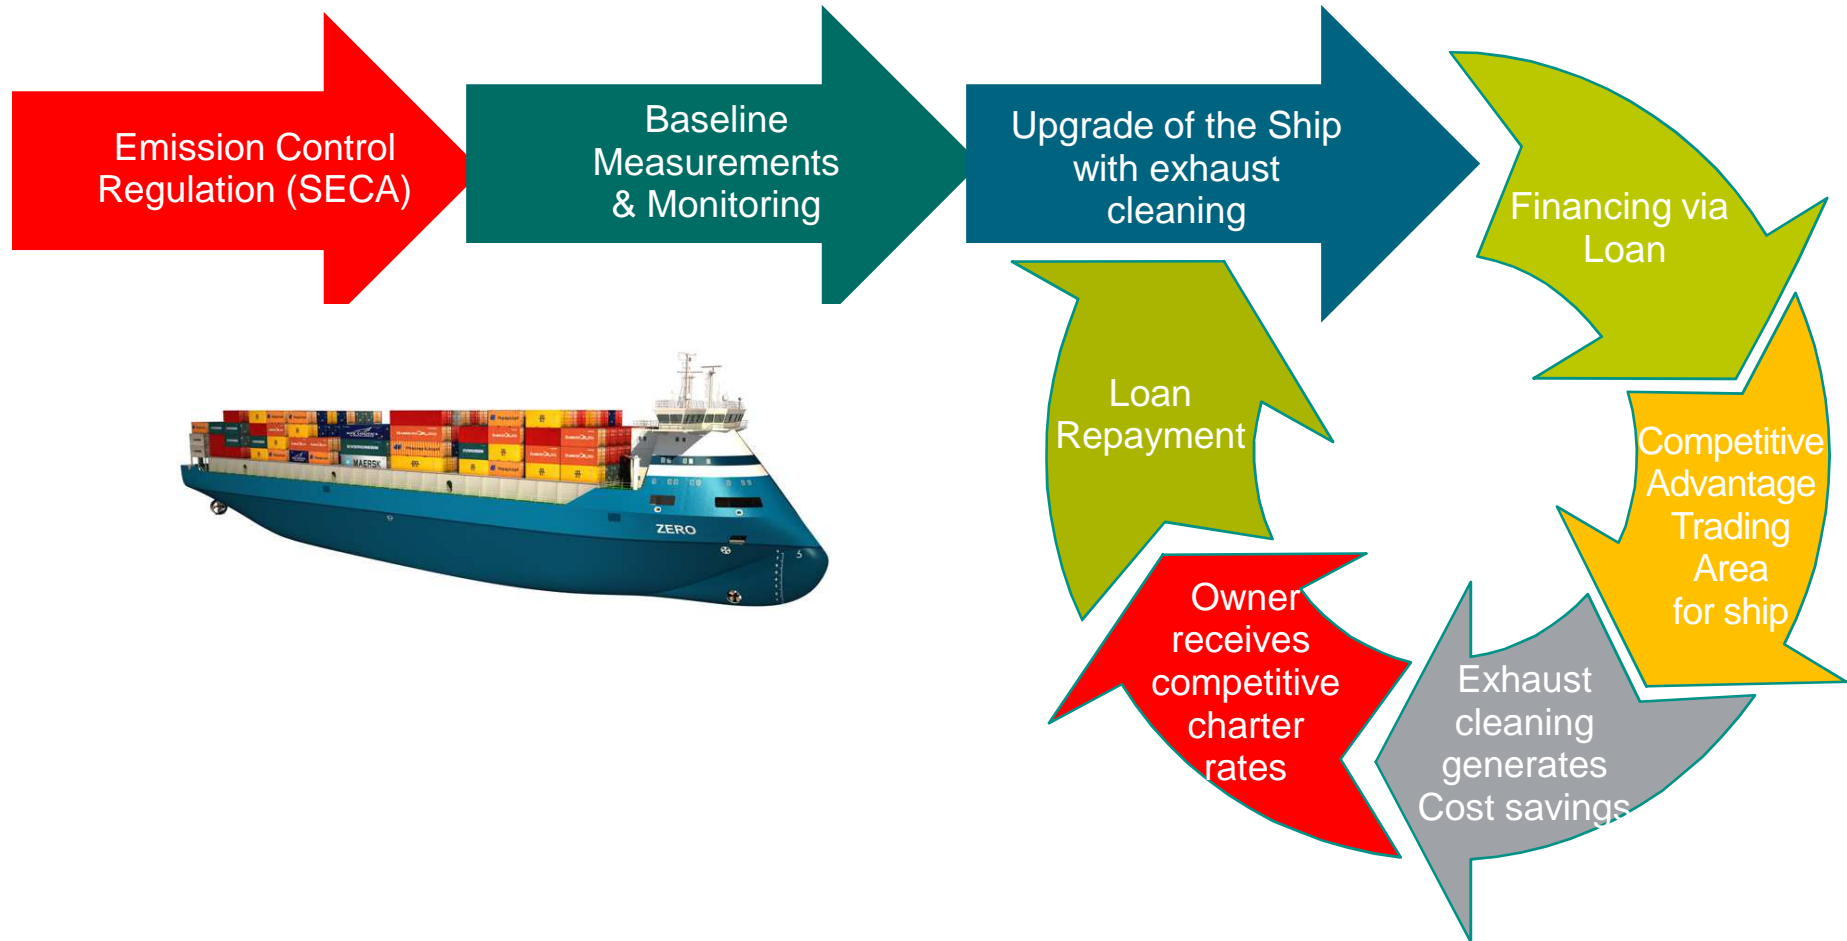 Emission Control
Regulation (SECA)
Baseline
Measurements
& Monitoring
Upgrade of the Ship
with exhaust
cleaning
Financing via
Loan
Competitive
Advantage
Trading
Area
for ship
Exhaust
cleaning
generates
Cost savings
Owner
receives
competitive
charter
rates
Loan
Repayment
MAERSK
ZERO